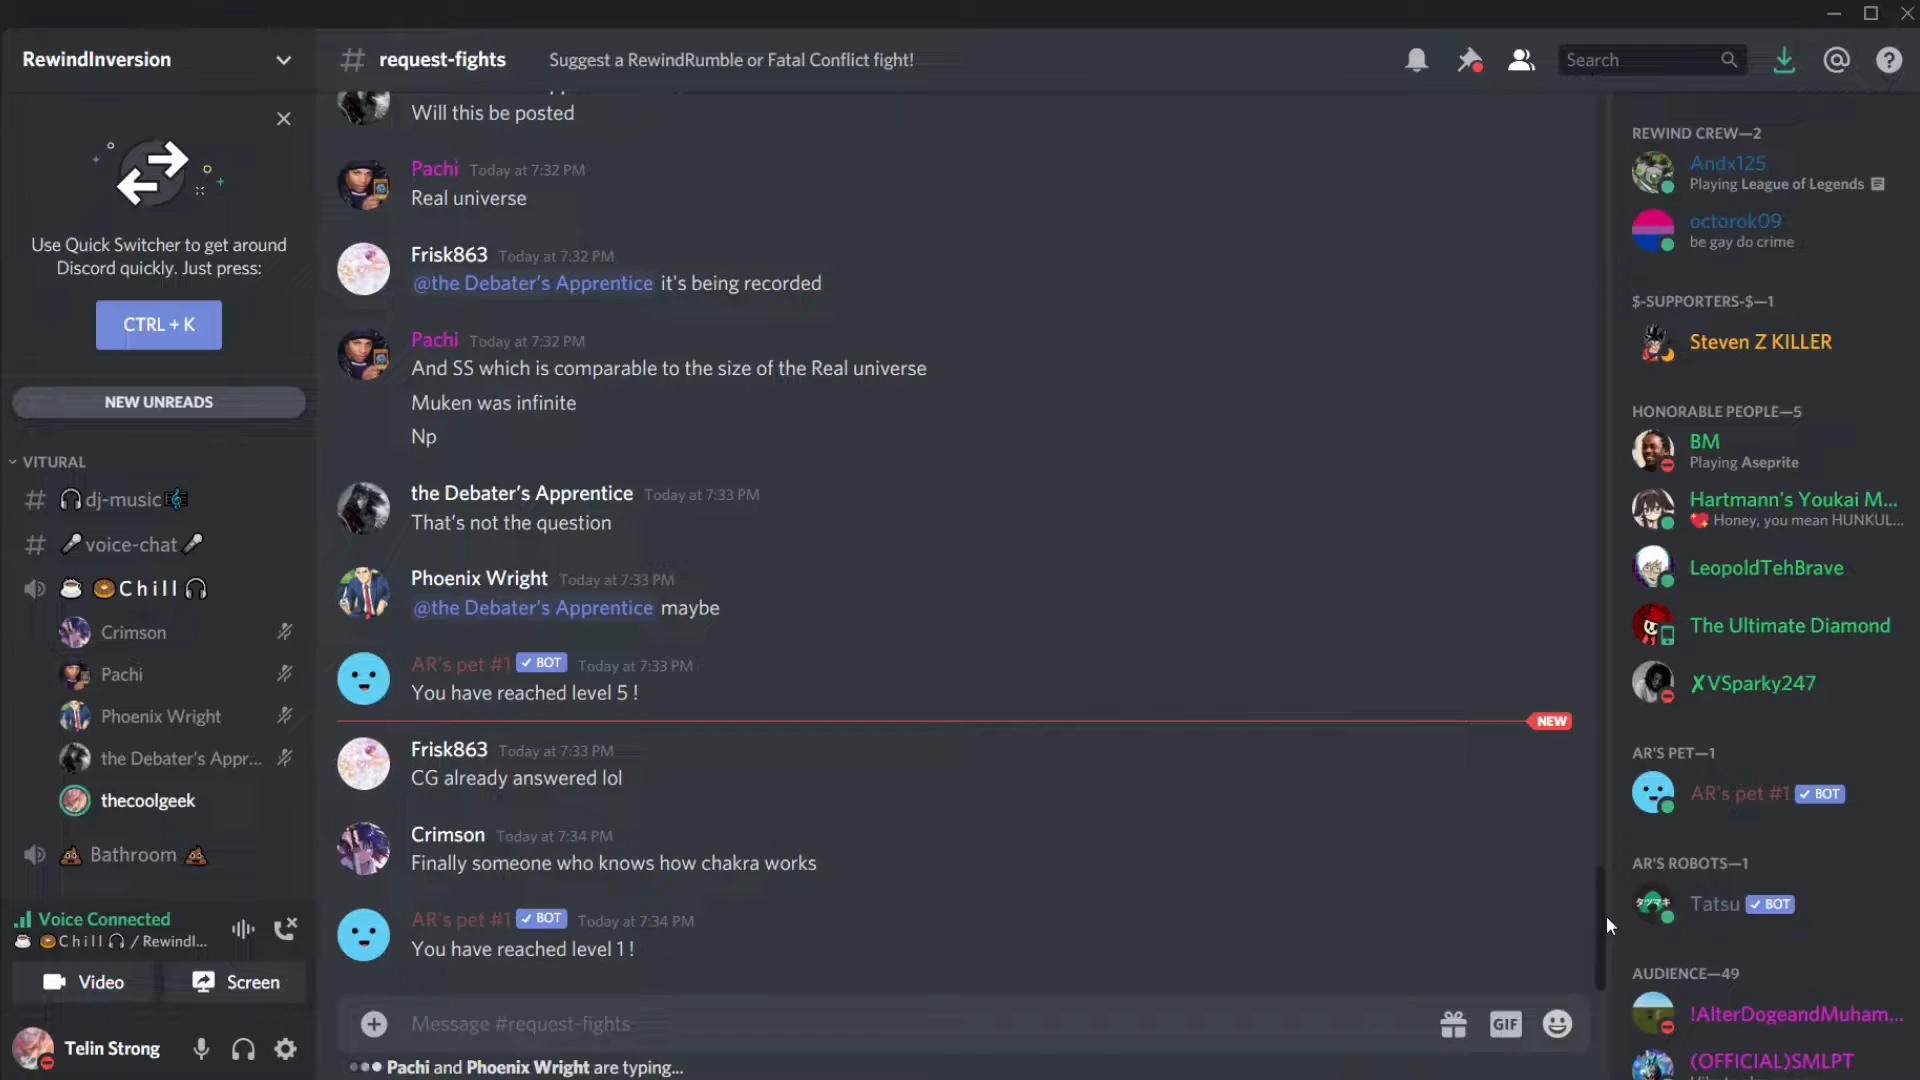 RewindInversion
request-fights
Suggest a RewindRumble or Fatal Conflict fight!
Search
Use Quick Switcher to get around
Discord quickly. Just press:
CTRL + K
NEW UNREADS
VITURAL
dj-music
voice-chat
Chill
Crimson
Pachi
Phoenix Wright
the Debater's Appr...
thecoolgeek
Bathroom
Voice Connected
Chill / RewindI...
Video
Screen
Telin Strong
Will this be posted
Pachi Today at 7:32 PM
Real universe
Frisk863 Today at 7:32 PM
@the Debater's Apprentice it's being recorded
Pachi Today at 7:32 PM
And SS which is comparable to the size of the Real universe
Muken was infinite
Np
the Debater's Apprentice Today at 7:33 PM
That's not the question
Phoenix Wright Today at 7:33 PM
@the Debater's Apprentice maybe
AR's pet #1 BOT Today at 7:33 PM
You have reached level 5 !
NEW
Frisk863 Today at 7:33 PM
CG already answered lol
Crimson Today at 7:34 PM
Finally someone who knows how chakra works
AR's pet #1 BOT Today at 7:34 PM
You have reached level 1 !
Message #request-fights
GIF
Pachi and Phoenix Wright are typing...
REWIND CREW—2
Andx125
Playing League of Legends
octorok09
be gay do crime
$-SUPPORTERS-$—1
Steven Z KILLER
HONORABLE PEOPLE—5
BM
Playing Aseprite
Hartmann's Youkai M...
Honey, you mean HUNKUL...
LeopoldTehBrave
The Ultimate Diamond
✗VSparky247
AR'S PET—1
AR's pet #1 BOT
AR'S ROBOTS—1
タツマキ
Tatsu BOT
AUDIENCE—49
!AlterDogeandMuham...
(OFFICIAL)SMLPT